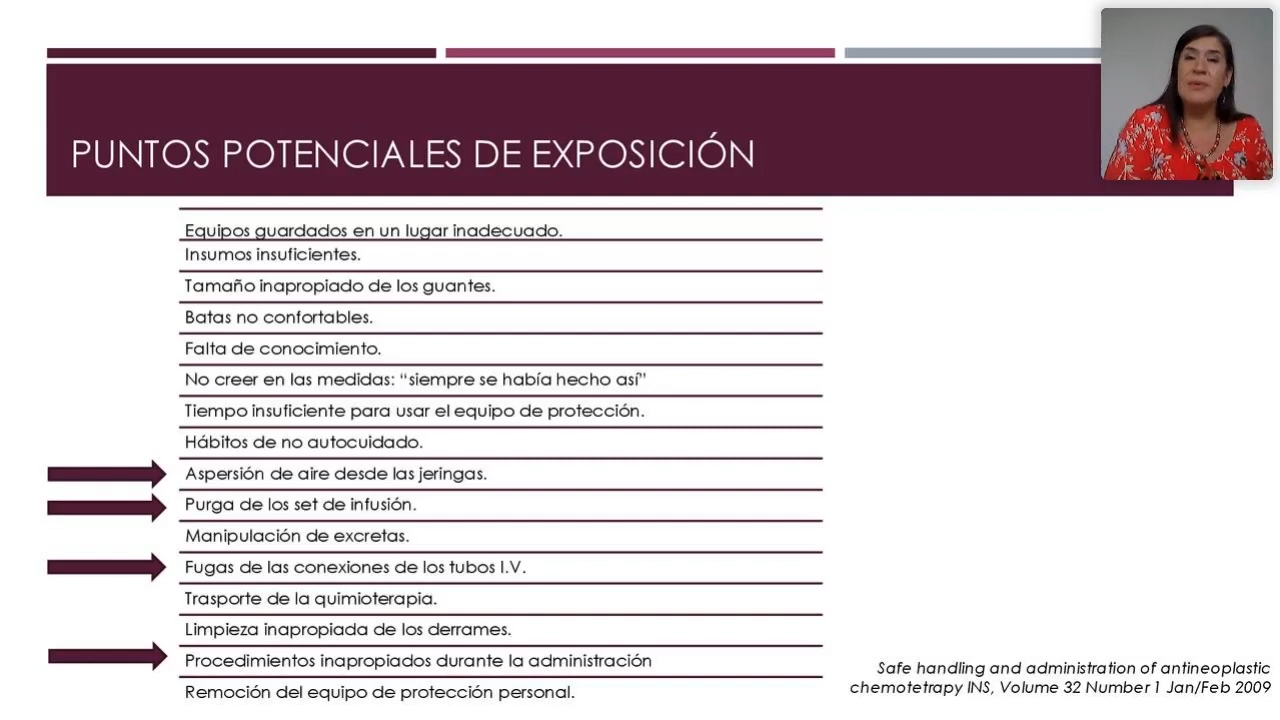 PUNTOS POTENCIALES DE EXPOSICIÓN
Equipos guardados en un lugar inadecuado.
Insumos insuficientes.
Tamaño inapropiado de los guantes.
Batas no confortables.
Falta de conocimiento.
No creer en las medidas: “siempre se había hecho así”
Tiempo insuficiente para usar el equipo de protección.
Hábitos de no autocuidado.
Aspersión de aire desde las jeringas.
Purga de los set de infusión.
Manipulación de excretas.
Fugas de las conexiones de los tubos I.V.
Trasporte de la quimioterapia.
Limpieza inapropiada de los derrames.
Procedimientos inapropiados durante la administración
Remoción del equipo de protección personal.
Safe handling and administration of antineoplastic
chemotetrapy INS, Volume 32 Number 1 Jan/Feb 2009